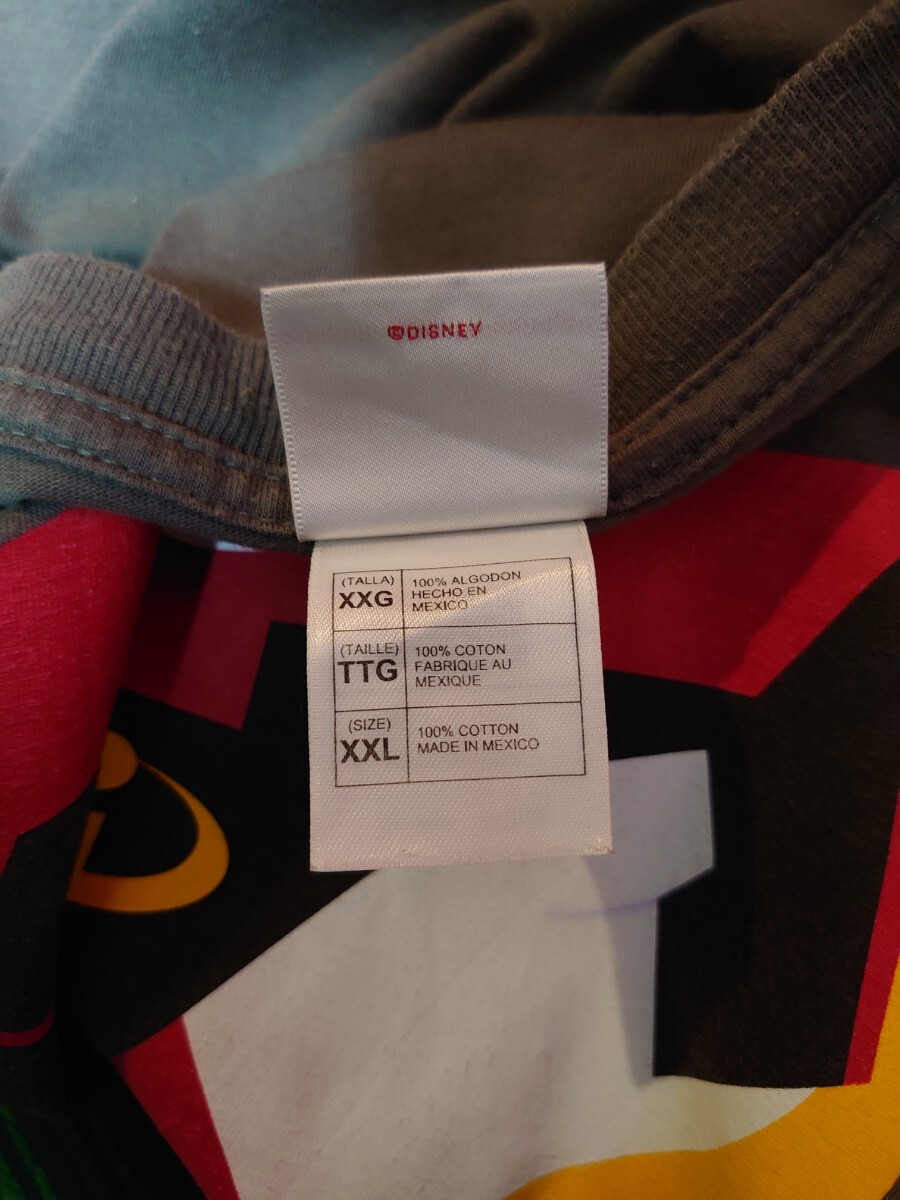 ©DISNEY
(TALLA)
XXG
100% ALGODON
HECHO EN
MEXICO
(TAILLE)
TTG
100% COTON
FABRIQUE AU
MEXIQUE
(SIZE)
XXL
100% COTTON
MADE IN MEXICO